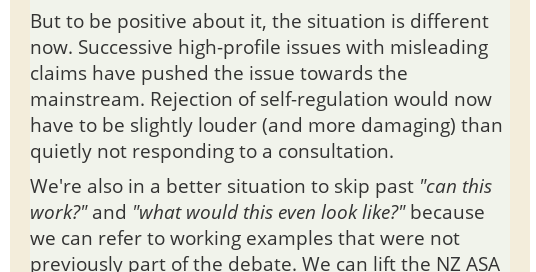 But to be positive about it, the situation is different
now. Successive high-profile issues with misleading
claims have pushed the issue towards the
mainstream. Rejection of self-regulation would now
have to be slightly louder (and more damaging) than
quietly not responding to a consultation.
We're also in a better situation to skip past "can this
work?" and "what would this even look like?" because
we can refer to working examples that were not
previously part of the debate. We can lift the NZ ASA